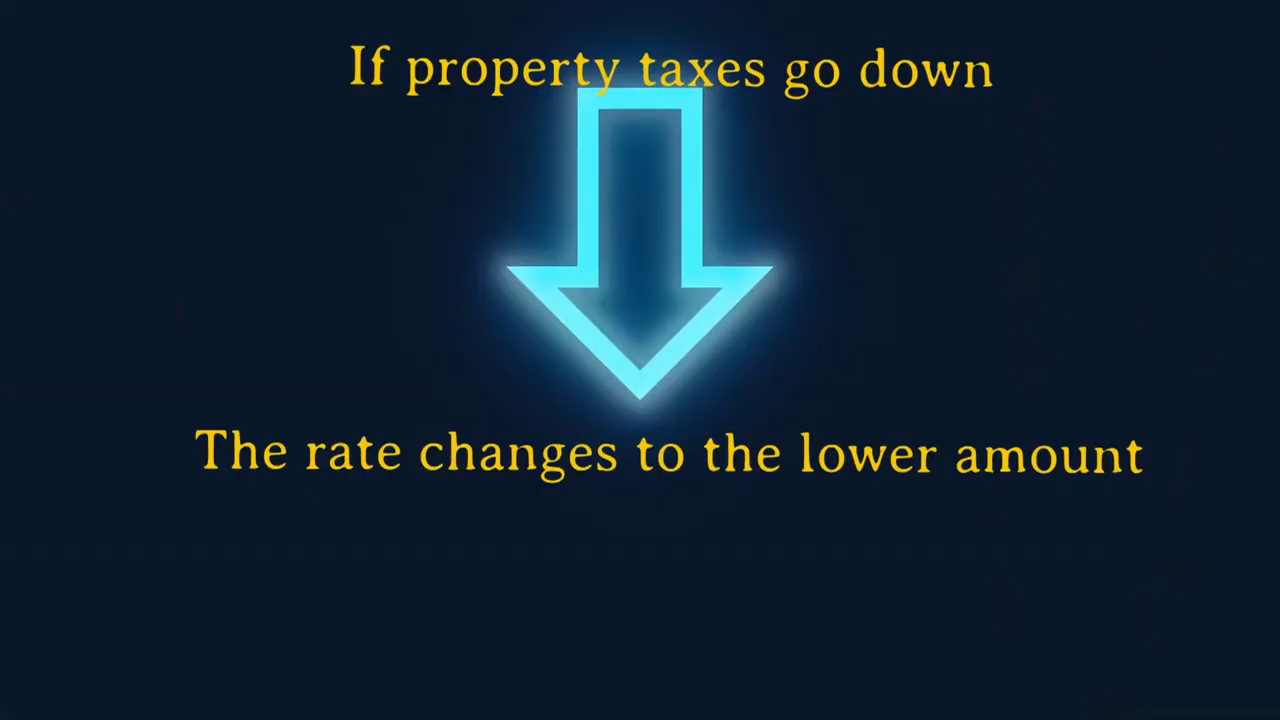 If property taxes go down
The rate changes to the lower amount